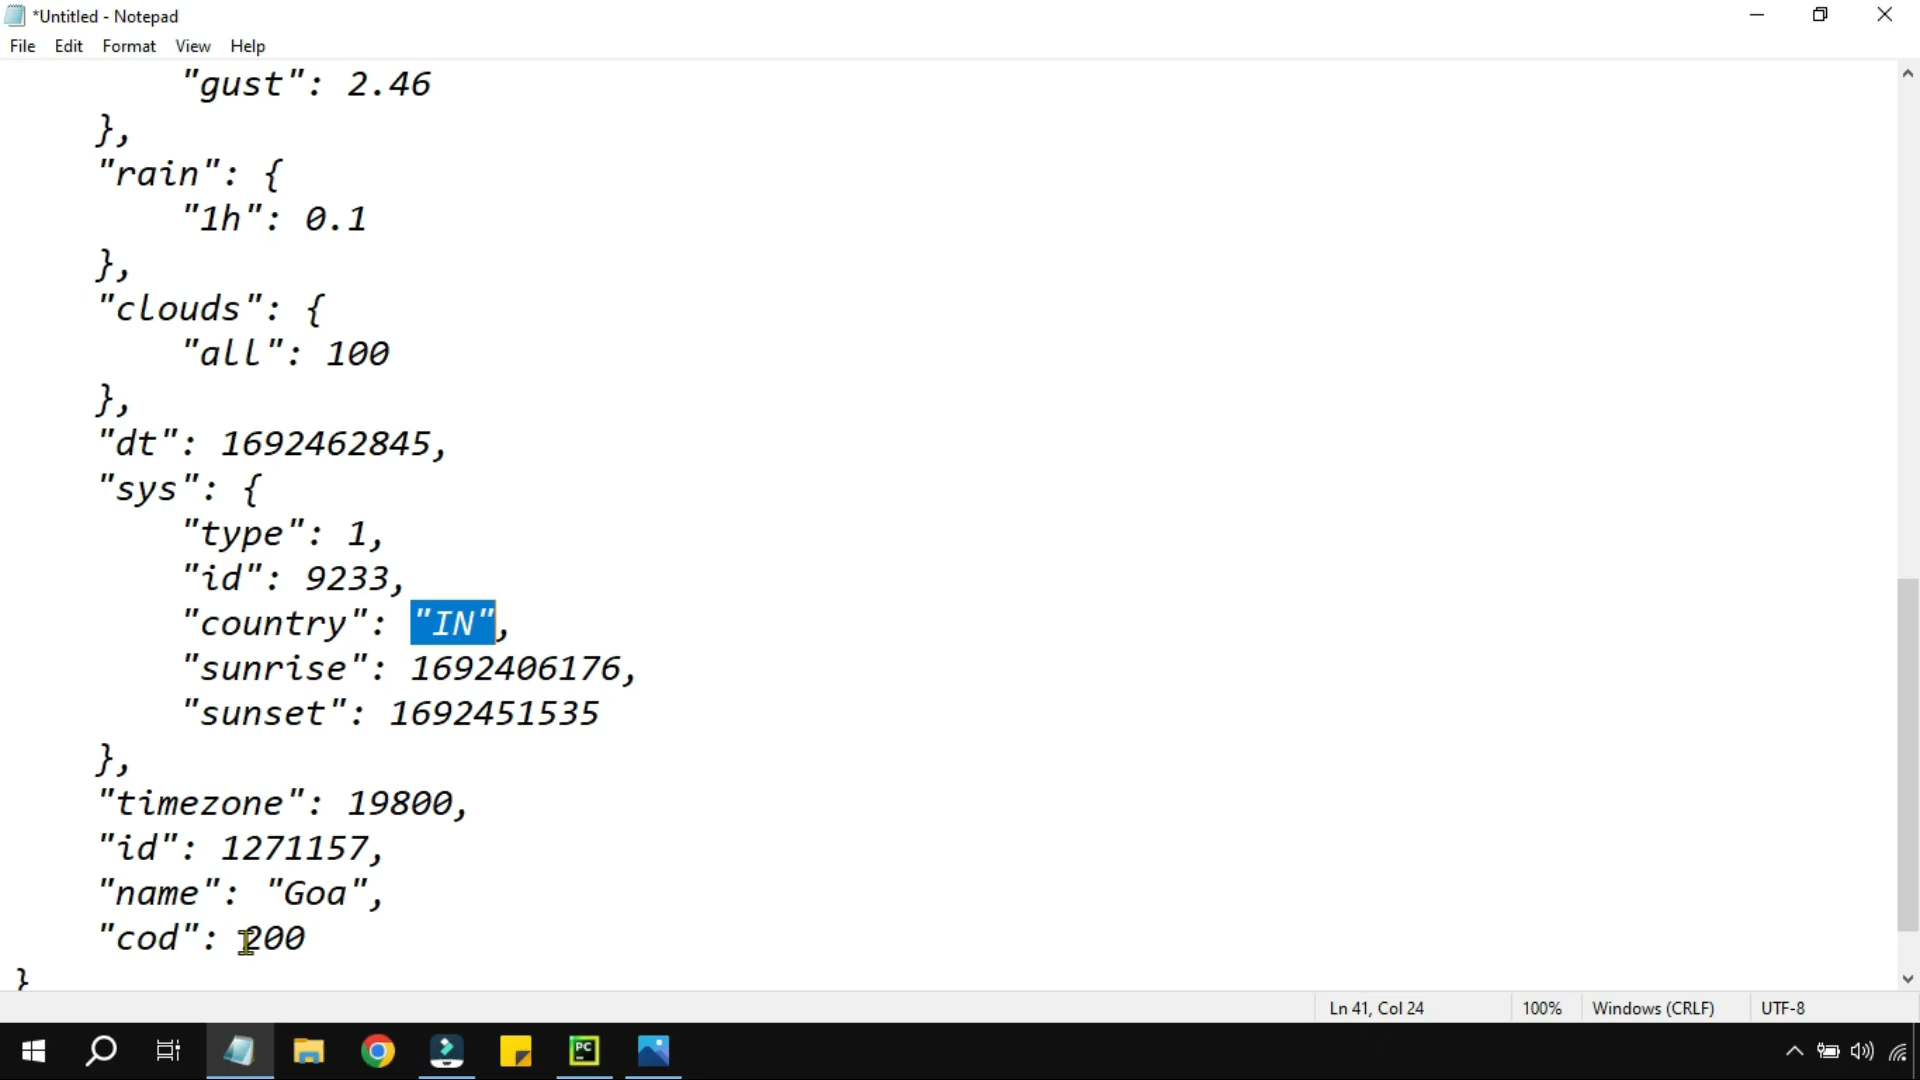 *Untitled - Notepad
File Edit Format View Help
"gust": 2.46
},
"rain": {
"1h": 0.1
},
"clouds": {
"all": 100
},
"dt": 1692462845,
"sys": {
"type": 1,
"id": 9233,
"country": "IN",
"sunrise": 1692406176,
"sunset": 1692451535
},
"timezone": 19800,
"id": 1271157,
"name": "Goa",
"cod": 200
}
Ln 41, Col 24 100% Windows (CRLF) UTF-8
PC